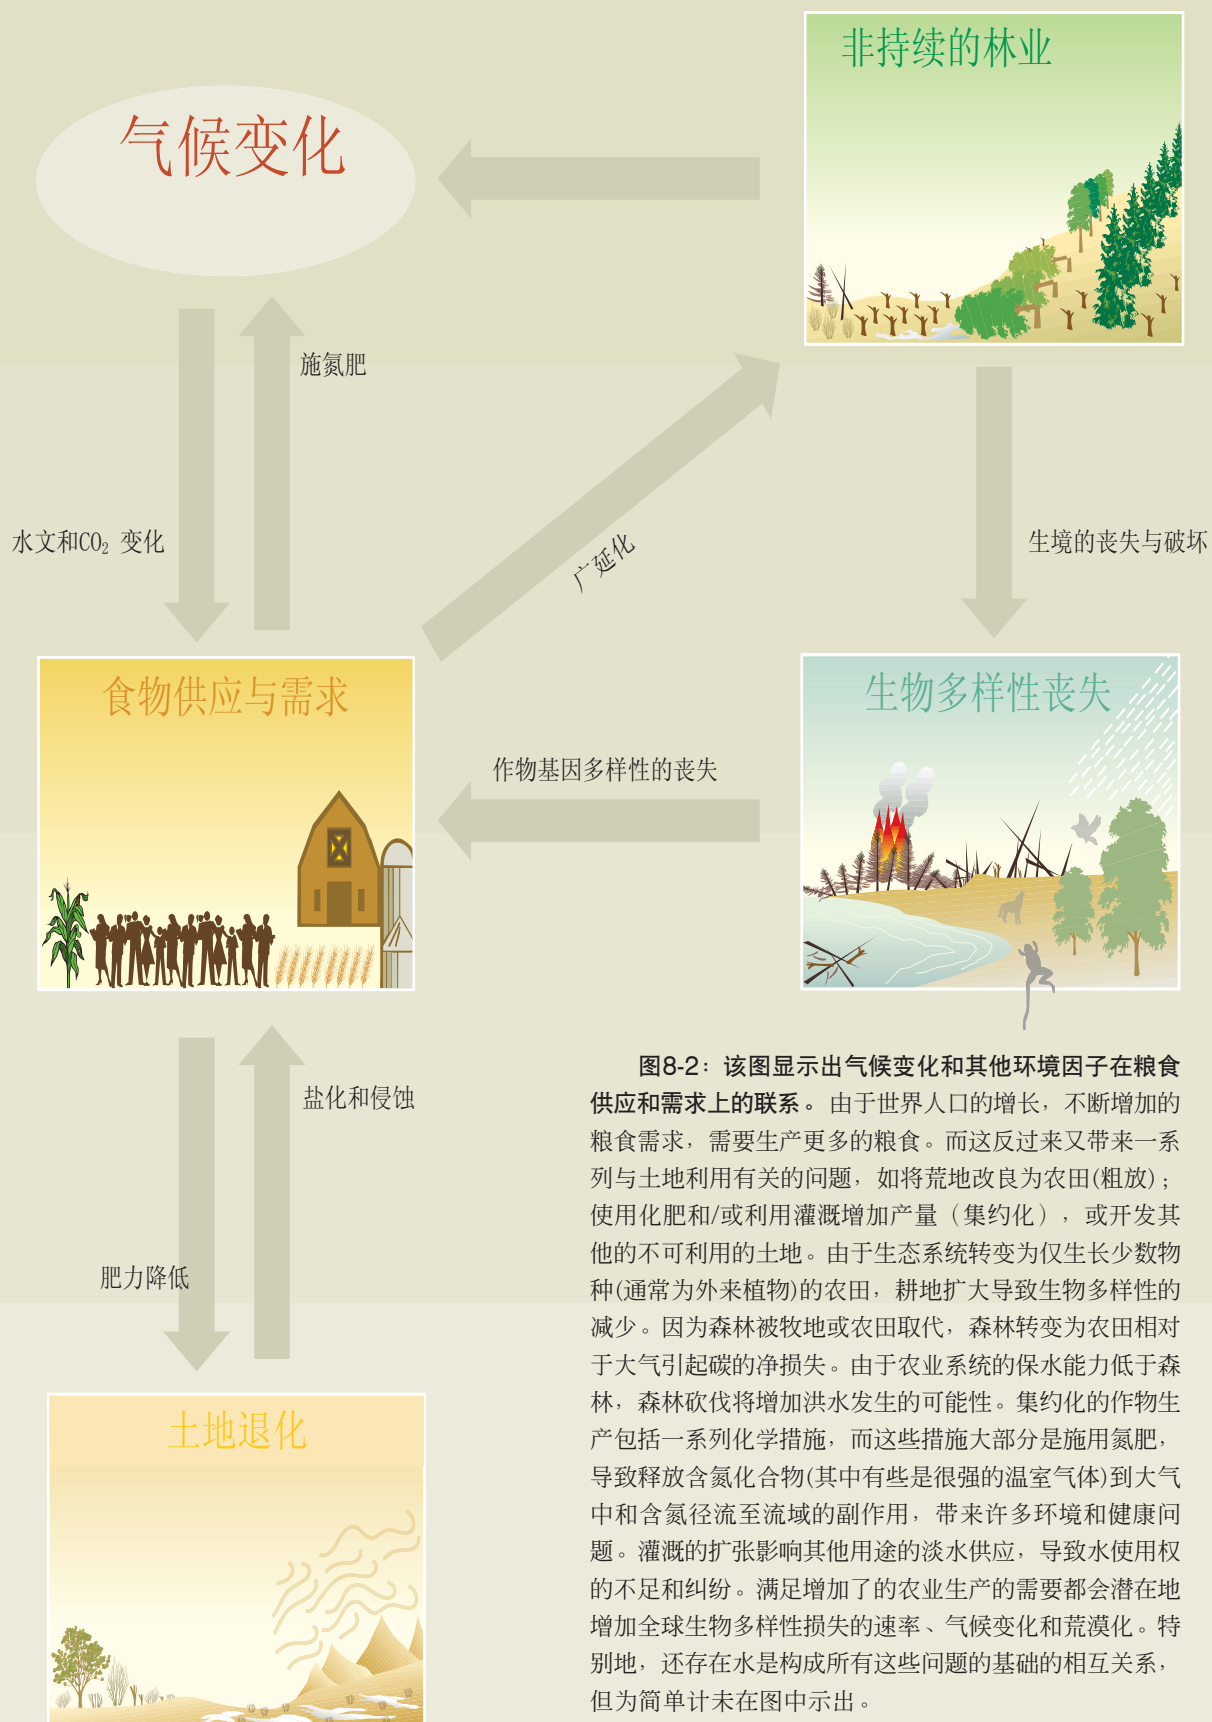 非持续的林业
气候变化
施氮肥
水文和CO₂ 变化
广延化
生境的丧失与破坏
食物供应与需求
生物多样性丧失
作物基因多样性的丧失
盐化和侵蚀
肥力降低
土地退化
图8-2：该图显示出气候变化和其他环境因子在粮食
供应和需求上的联系。由于世界人口的增长，不断增加的
粮食需求，需要生产更多的粮食。而这反过来又带来一系
列与土地利用有关的问题，如将荒地改良为农田(粗放)；
使用化肥和/或利用灌溉增加产量（集约化），或开发其
他的不可利用的土地。由于生态系统转变为仅生长少数物
种(通常为外来植物)的农田，耕地扩大导致生物多样性的
减少。因为森林被牧地或农田取代，森林转变为农田相对
于大气引起碳的净损失。由于农业系统的保水能力低于森
林，森林砍伐将增加洪水发生的可能性。集约化的作物生
产包括一系列化学措施，而这些措施大部分是施用氮肥，
导致释放含氮化合物(其中有些是很强的温室气体)到大气
中和含氮径流至流域的副作用，带来许多环境和健康问
题。灌溉的扩张影响其他用途的淡水供应，导致水使用权
的不足和纠纷。满足增加了的农业生产的需要都会潜在地
增加全球生物多样性损失的速率、气候变化和荒漠化。特
别地，还存在水是构成所有这些问题的基础的相互关系，
但为简单计未在图中示出。